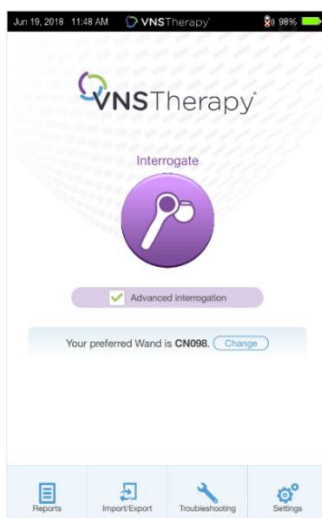 Jun 19, 2018 11:48 AM VNSTherapy 98%
VNSTherapy
Interrogate
Advanced interrogation
Your preferred Wand is CN098. Change
Reports Import/Export Troubleshooting Settings